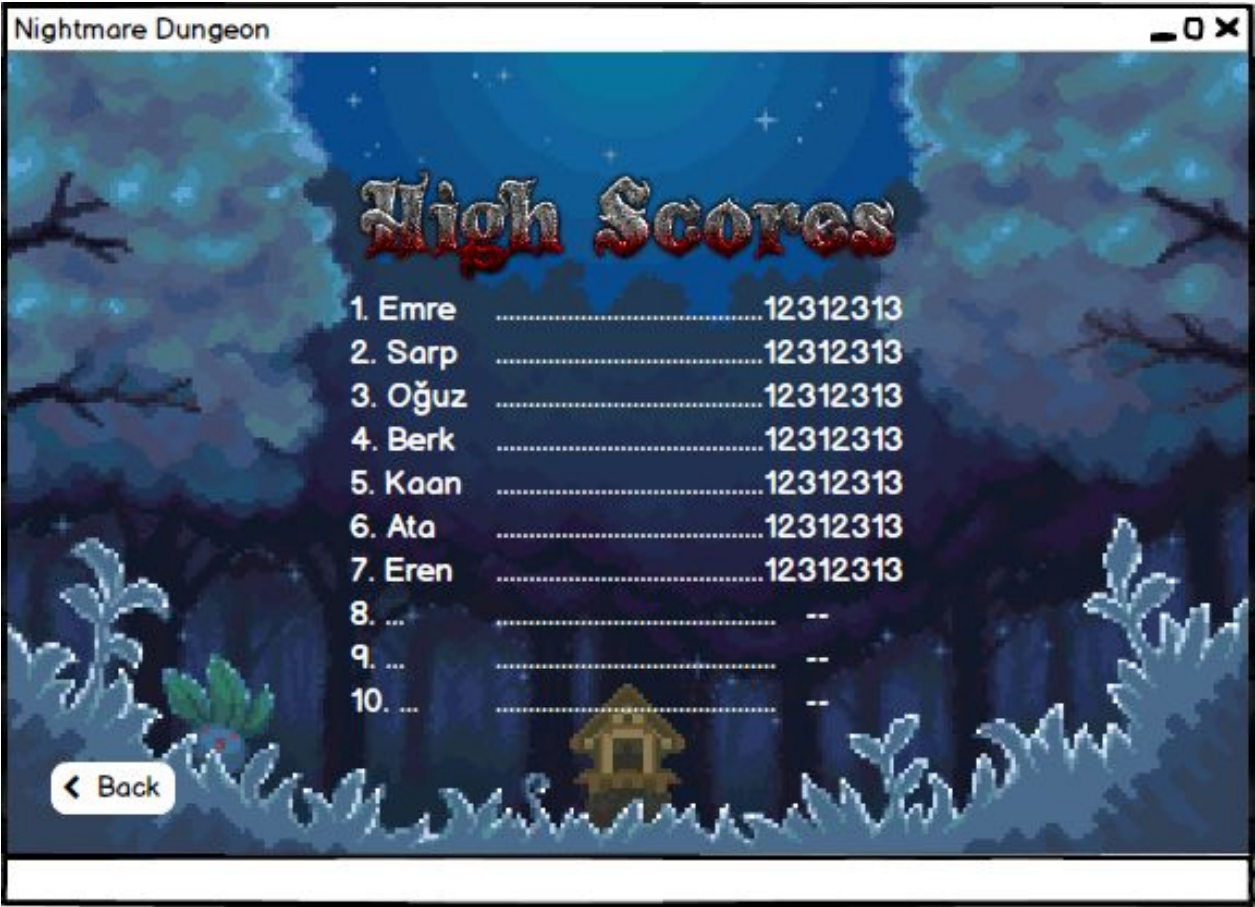 Nightmare Dungeon
High Scores
1. Emre ................................12312313
2. Sarp ................................12312313
3. Oğuz ................................12312313
4. Berk ................................12312313
5. Kaan ................................12312313
6. Ata ................................12312313
7. Eren ................................12312313
8. ... ................................ --
9. ... ................................ --
10. ... ................................ --
Back